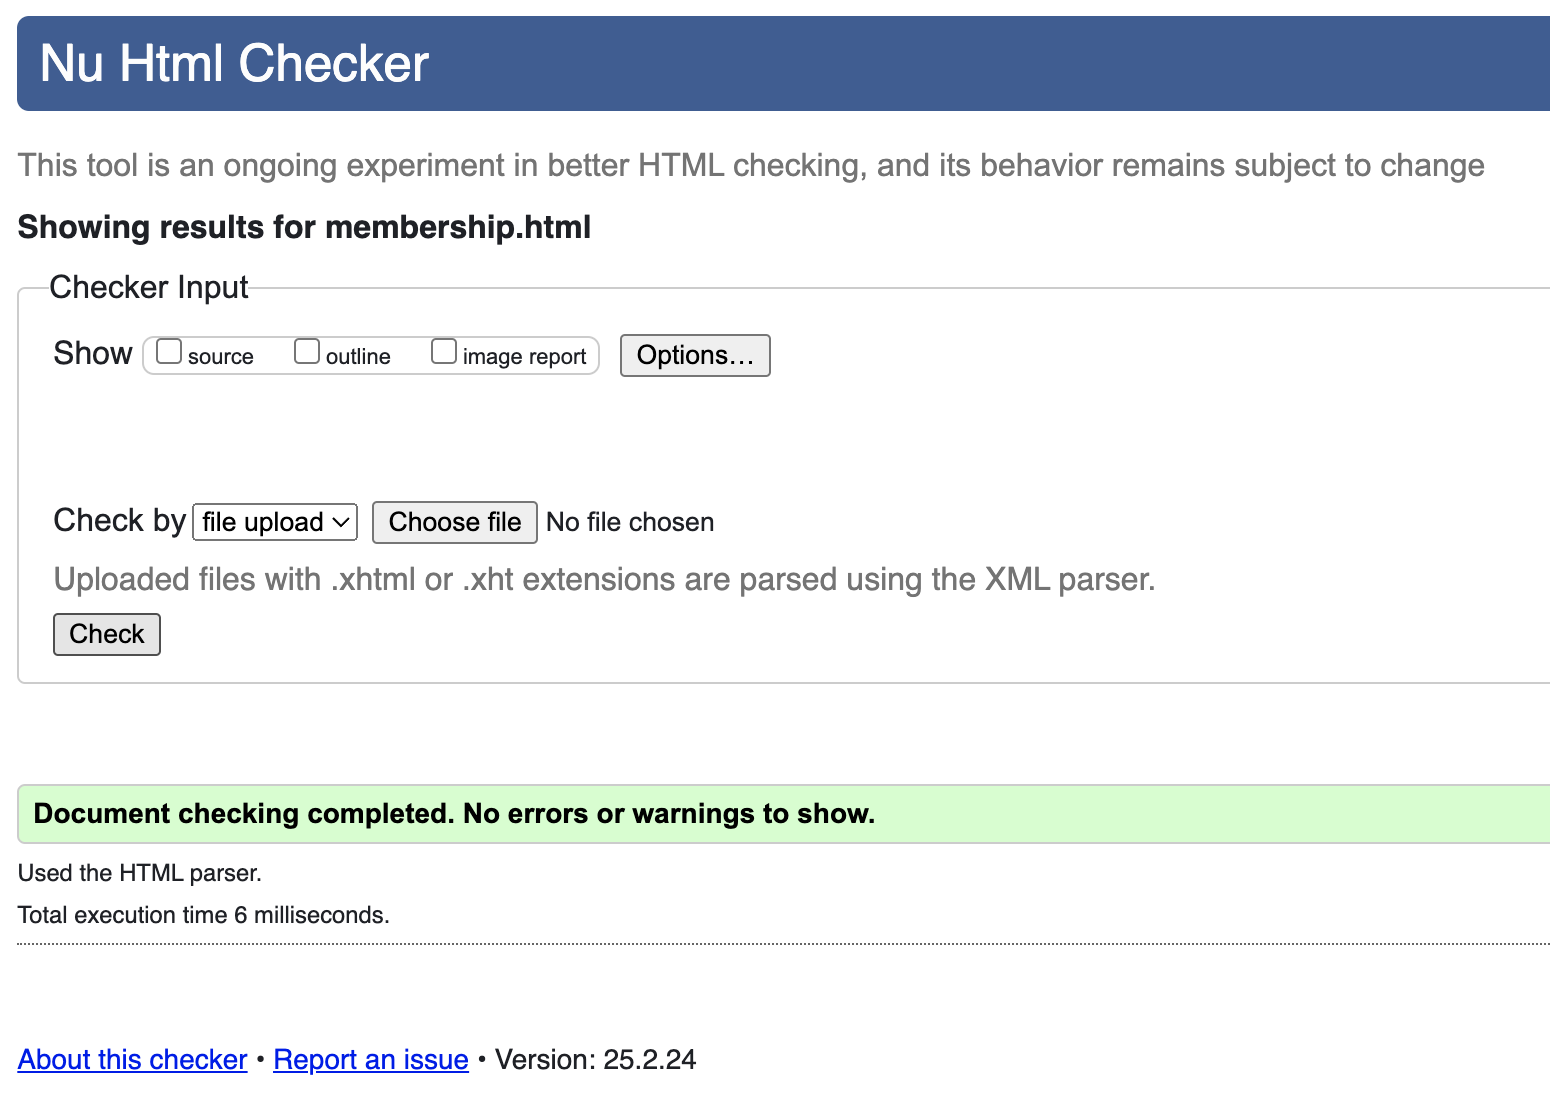 Nu Html Checker
This tool is an ongoing experiment in better HTML checking, and its behavior remains subject to change
Showing results for membership.html
Checker Input
Show source outline image report Options…
Check by file upload Choose file No file chosen
Uploaded files with .xhtml or .xht extensions are parsed using the XML parser.
Check
Document checking completed. No errors or warnings to show.
Used the HTML parser.
Total execution time 6 milliseconds.
About this checker • Report an issue • Version: 25.2.24